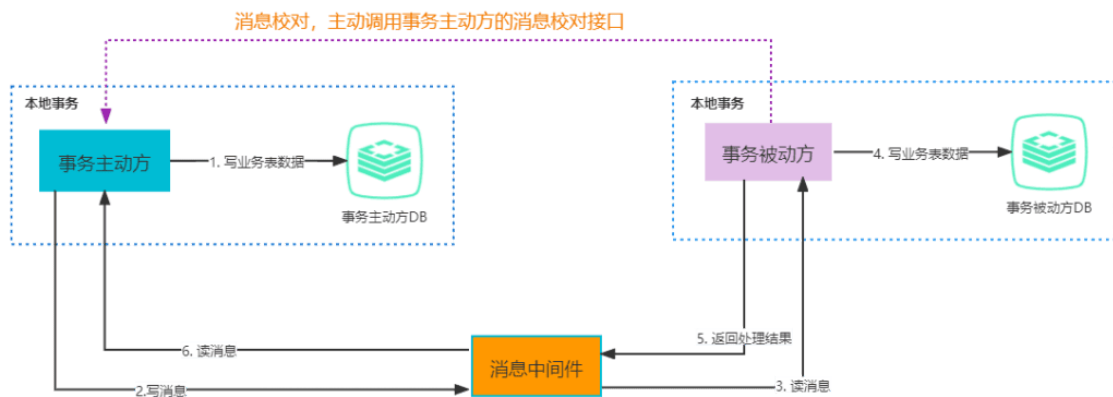 消息校对，主动调用事务主动方的消息校对接口
本地事务
本地事务
事务主动方
1. 写业务表数据
事务主动方DB
事务被动方
4. 写业务表数据
事务被动方DB
5. 返回处理结果
6. 读消息
消息中间件
2.写消息
3. 读消息